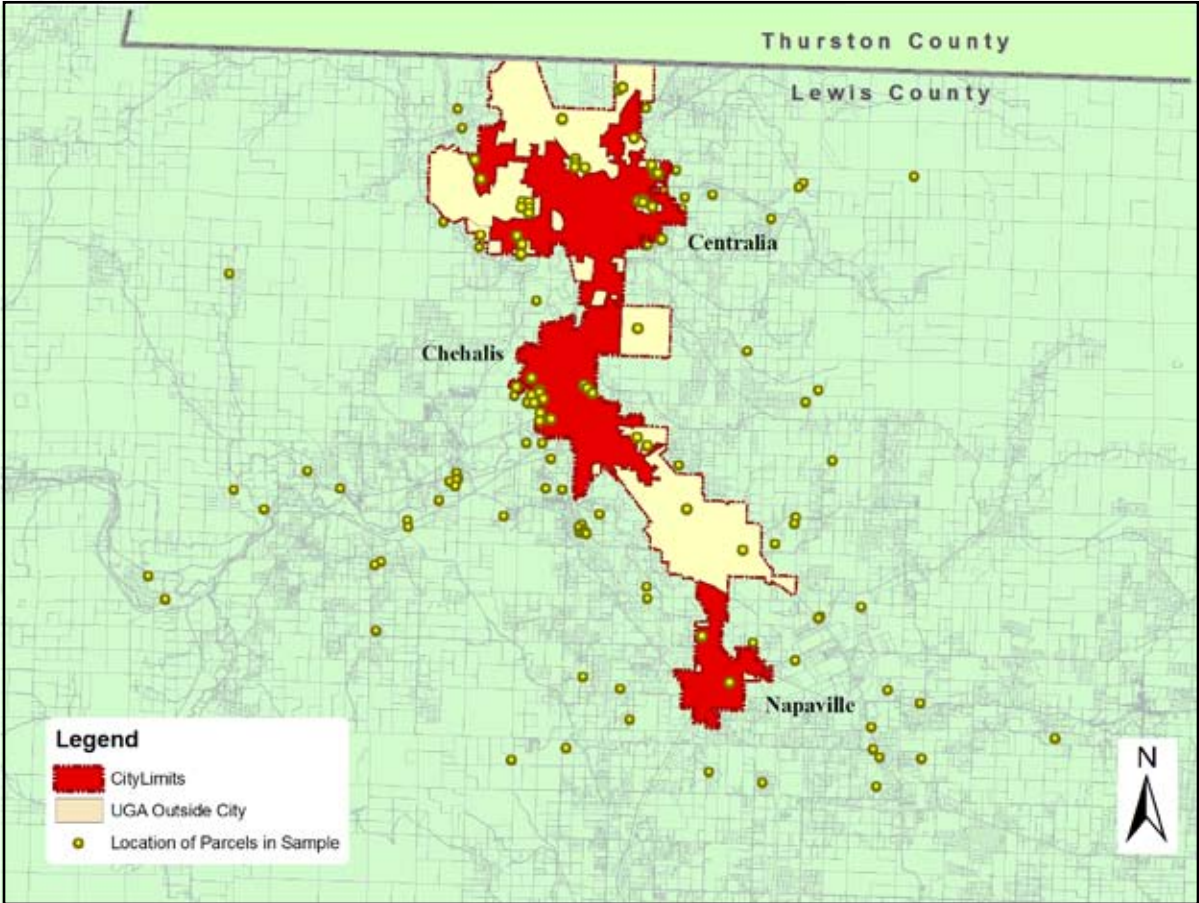 Thurston County
Lewis County
Centralia
Chehalis
Napaville
Legend
CityLimits
UGA Outside City
Location of Parcels in Sample
N